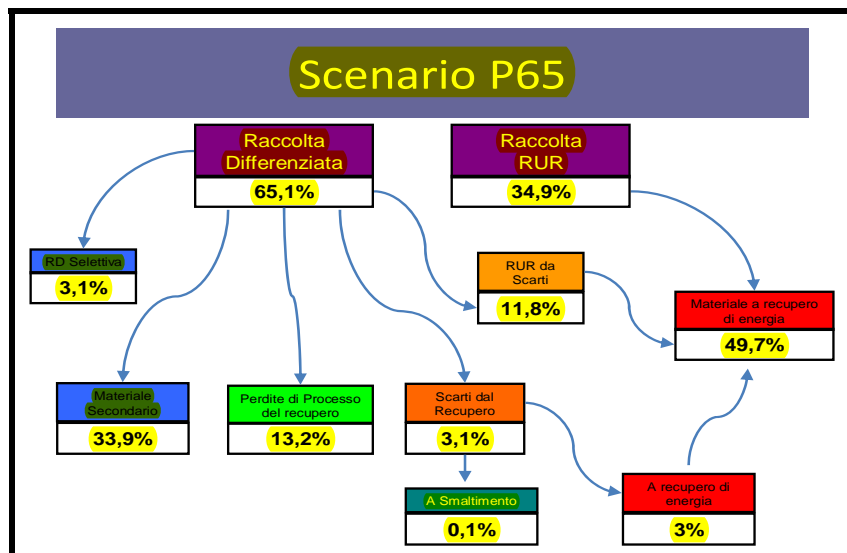 Scenario P65
Raccolta
Differenziata
65,1%
Raccolta
RUR
34,9%
RD Selettiva
3,1%
RUR da
Scarti
11,8%
Materiale a recupero
di energia
49,7%
Materiale
Secondario
33,9%
Perdite di Processo
del recupero
13,2%
Scarti dal
Recupero
3,1%
A Smaltimento
0,1%
A recupero di
energia
3%